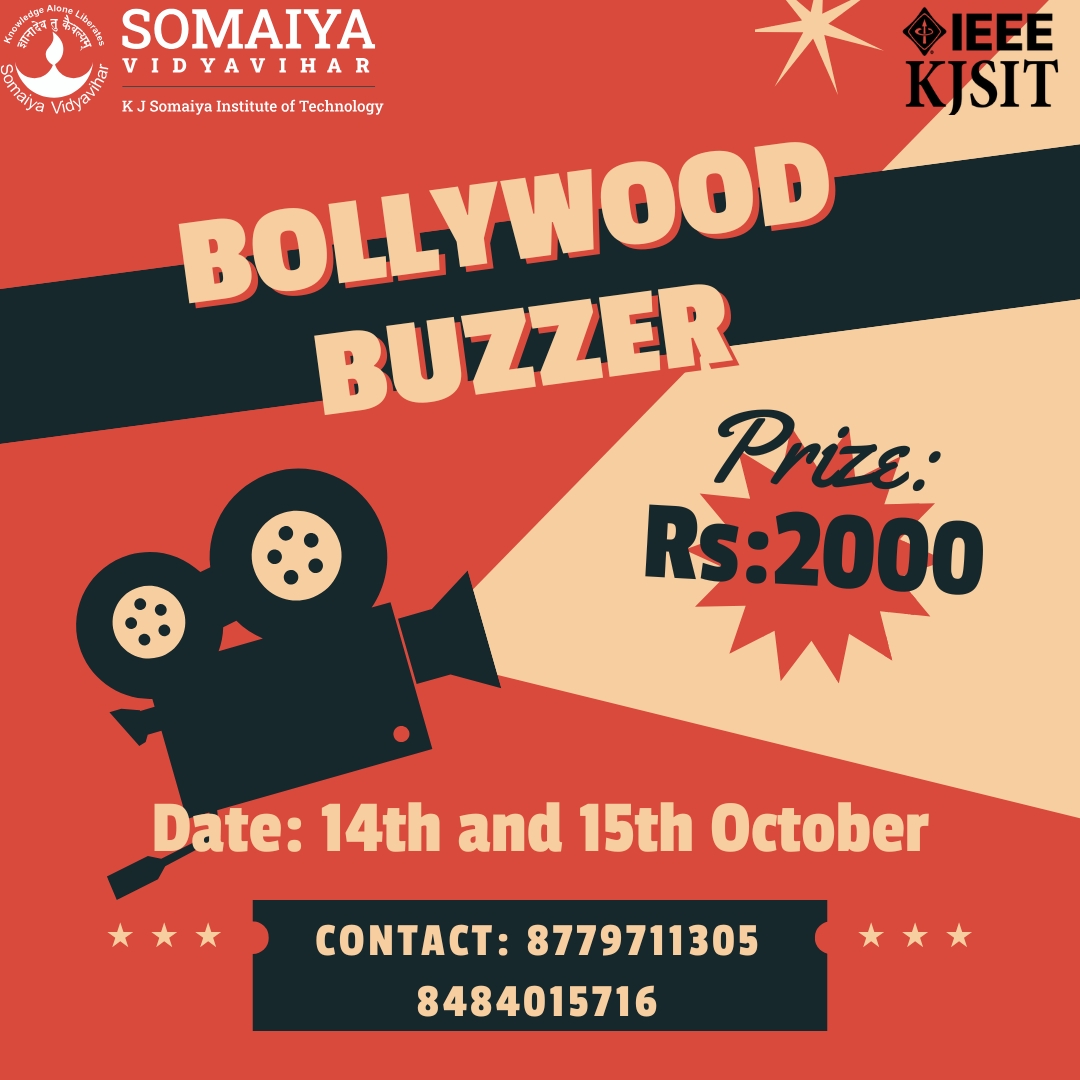 Knowledge Alone Liberates
ज्ञानादेव तु कैवल्यम्
Somaiya Vidyavihar
SOMAIYA
VIDYAVIHAR
K J Somaiya Institute of Technology
IEEE
KJSIT
BOLLYWOOD
BUZZER
Prize:
Rs:2000
Date: 14th and 15th October
CONTACT: 8779711305
8484015716